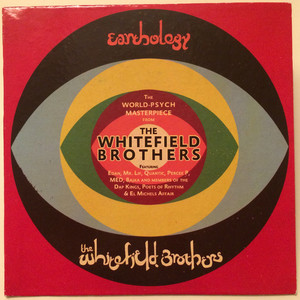 Earthology
THE
WORLD-PSYCH
MASTERPIECE
FROM
THE
WHITEFIELD
BROTHERS
FEATURING
EDAN, MR. LIF, QUANTIC, PERCEE P,
MED, BAJKA AND MEMBERS OF THE
DAP KINGS, POETS OF RHYTHM
& EL MICHELS AFFAIR
the Whitefield Brothers